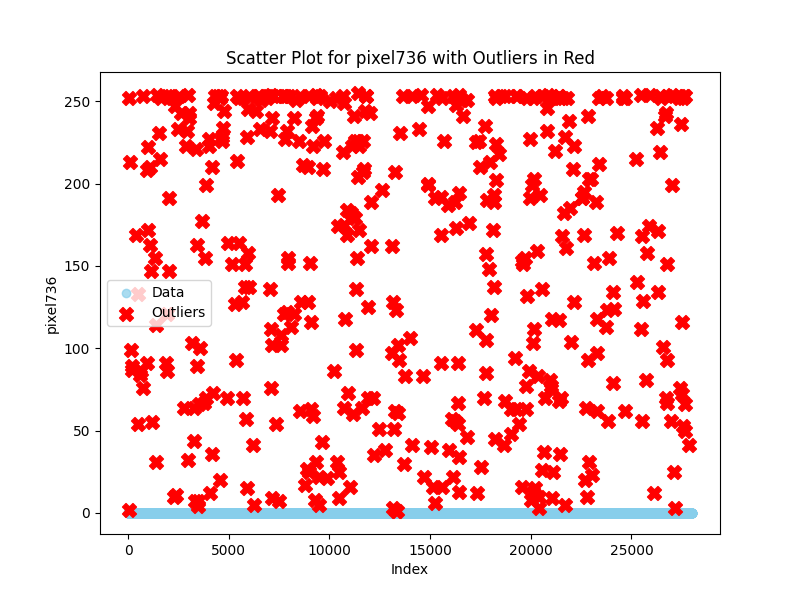 Scatter Plot for pixel736 with Outliers in Red
250
200
150
100
50
0
pixel736
Data
Outliers
0
5000
10000
15000
20000
25000
Index